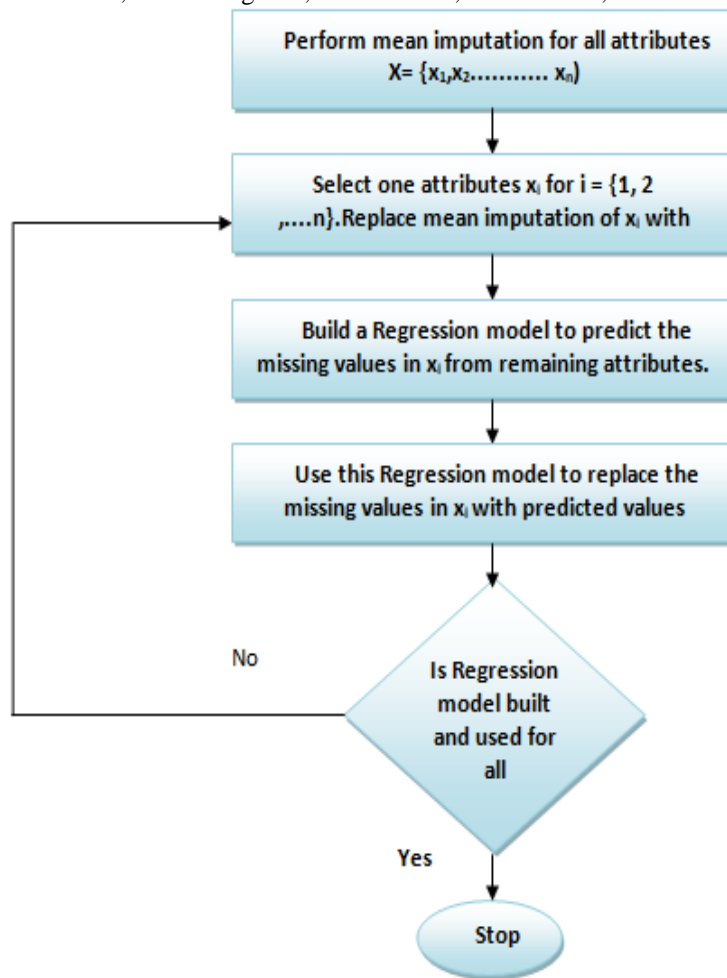 Perform mean imputation for all attributes
X= {x₁,x₂........... xₙ)
Select one attributes xᵢ for i = {1, 2
,....n}.Replace mean imputation of xᵢ with
Build a Regression model to predict the
missing values in xᵢ from remaining attributes.
Use this Regression model to replace the
missing values in xᵢ with predicted values
No
Is Regression
model built
and used for
all
Yes
Stop